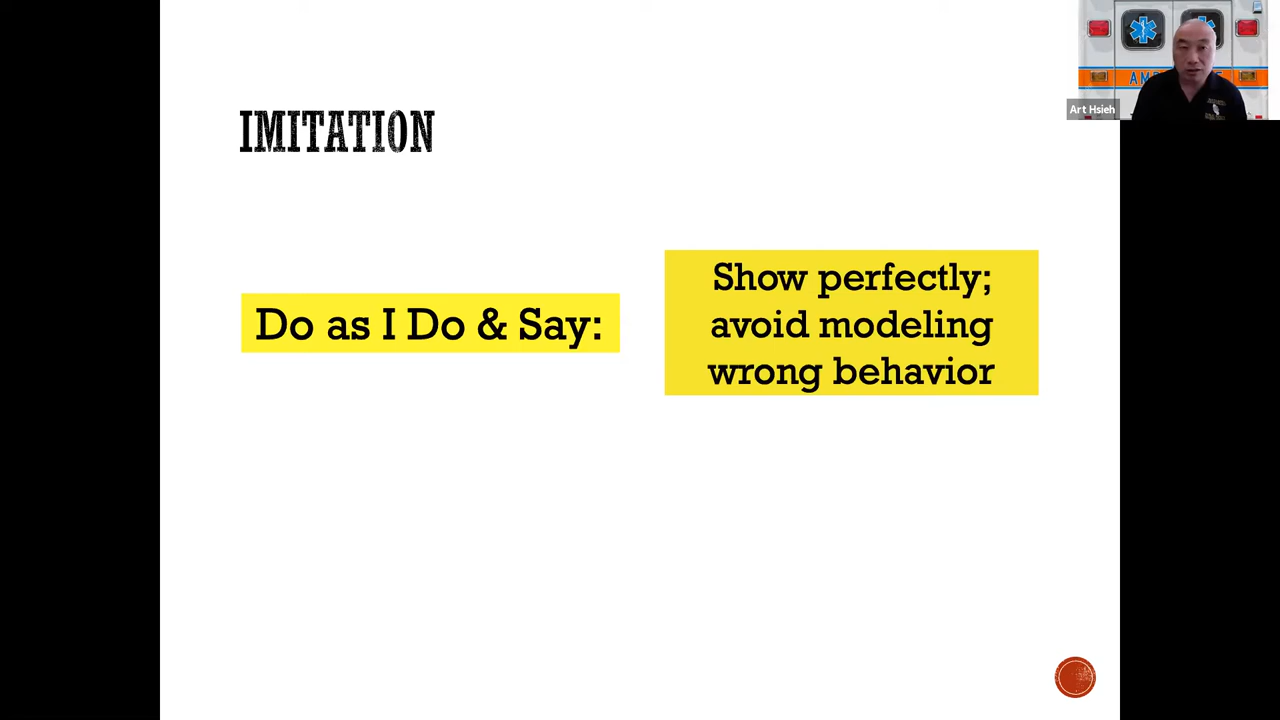 IMITATION
Do as I Do & Say:
Show perfectly;
avoid modeling
wrong behavior
Art Hsieh